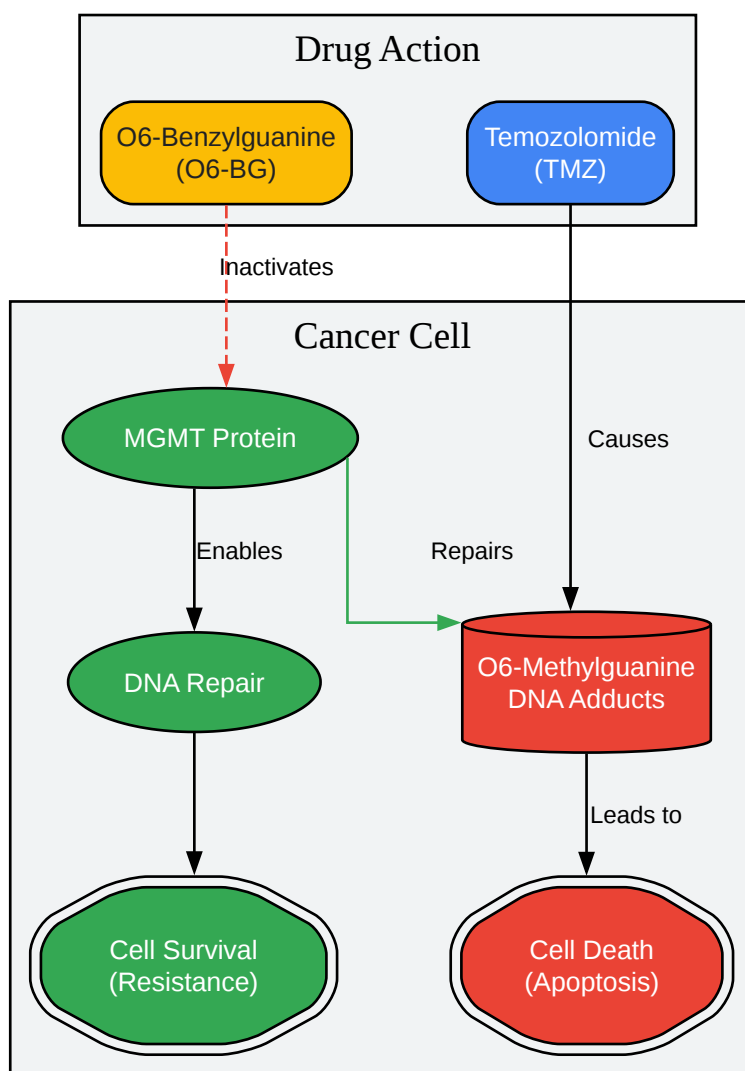 Drug Action
O6-Benzylguanine
(O6-BG)
Temozolomide
(TMZ)
Inactivates
Cancer Cell
MGMT Protein
Causes
Enables
Repairs
DNA Repair
O6-Methylguanine
DNA Adducts
Leads to
Cell Survival
(Resistance)
Cell Death
(Apoptosis)